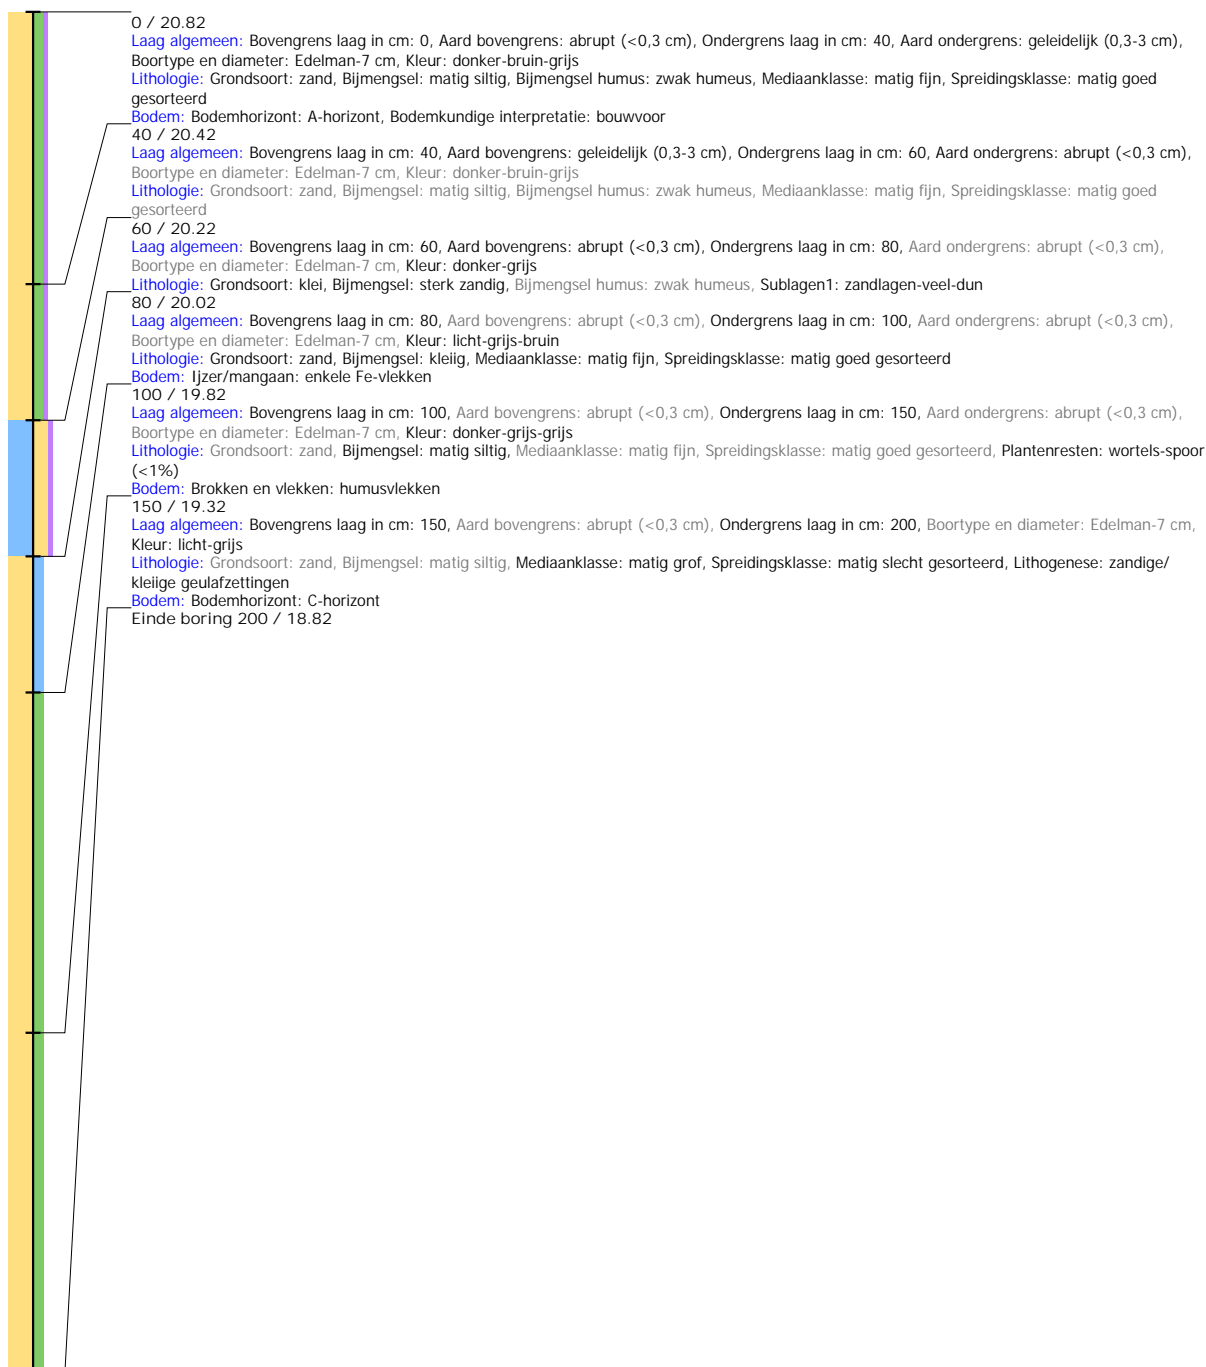 0 / 20.82
Laag algemeen: Bovengrens laag in cm: 0, Aard bovengrens: abrupt (<0,3 cm), Ondergrens laag in cm: 40, Aard ondergrens: geleidelijk (0,3-3 cm),
Boortype en diameter: Edelman-7 cm, Kleur: donker-bruin-grijs
Lithologie: Grondsoort: zand, Bijmengsel: matig siltig, Bijmengsel humus: zwak humeus, Mediaanklasse: matig fijn, Spreidingsklasse: matig goed
gesorteerd
Bodem: Bodemhorizont: A-horizont, Bodemkundige interpretatie: bouwvoor
40 / 20.42
Laag algemeen: Bovengrens laag in cm: 40, Aard bovengrens: geleidelijk (0,3-3 cm), Ondergrens laag in cm: 60, Aard ondergrens: abrupt (<0,3 cm),
Boortype en diameter: Edelman-7 cm, Kleur: donker-bruin-grijs
Lithologie: Grondsoort: zand, Bijmengsel: matig siltig, Bijmengsel humus: zwak humeus, Mediaanklasse: matig fijn, Spreidingsklasse: matig goed
gesorteerd
60 / 20.22
Laag algemeen: Bovengrens laag in cm: 60, Aard bovengrens: abrupt (<0,3 cm), Ondergrens laag in cm: 80, Aard ondergrens: abrupt (<0,3 cm),
Boortype en diameter: Edelman-7 cm, Kleur: donker-grijs
Lithologie: Grondsoort: klei, Bijmengsel: sterk zandig, Bijmengsel humus: zwak humeus, Sublagen1: zandlagen-veel-dun
80 / 20.02
Laag algemeen: Bovengrens laag in cm: 80, Aard bovengrens: abrupt (<0,3 cm), Ondergrens laag in cm: 100, Aard ondergrens: abrupt (<0,3 cm),
Boortype en diameter: Edelman-7 cm, Kleur: licht-grijs-bruin
Lithologie: Grondsoort: zand, Bijmengsel: kleiig, Mediaanklasse: matig fijn, Spreidingsklasse: matig goed gesorteerd
Bodem: Ijzer/mangaan: enkele Fe-vlekken
100 / 19.82
Laag algemeen: Bovengrens laag in cm: 100, Aard bovengrens: abrupt (<0,3 cm), Ondergrens laag in cm: 150, Aard ondergrens: abrupt (<0,3 cm),
Boortype en diameter: Edelman-7 cm, Kleur: donker-grijs-grijs
Lithologie: Grondsoort: zand, Bijmengsel: matig siltig, Mediaanklasse: matig fijn, Spreidingsklasse: matig goed gesorteerd, Plantenresten: wortels-spoor
(<1%)
Bodem: Brokken en vlekken: humusvlekken
150 / 19.32
Laag algemeen: Bovengrens laag in cm: 150, Aard bovengrens: abrupt (<0,3 cm), Ondergrens laag in cm: 200, Boortype en diameter: Edelman-7 cm,
Kleur: licht-grijs
Lithologie: Grondsoort: zand, Bijmengsel: matig siltig, Mediaanklasse: matig grof, Spreidingsklasse: matig slecht gesorteerd, Lithogenese: zandige/
kleiige geulafzettingen
Bodem: Bodemhorizont: C-horizont
Einde boring 200 / 18.82